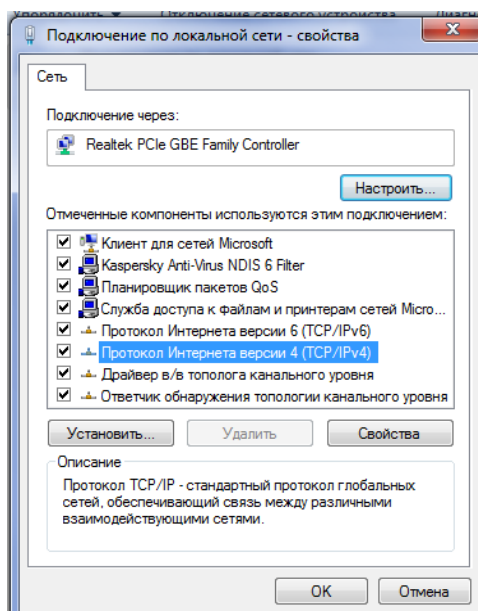 Упорядочить Отключение сетевого устройства
Подключение по локальной сети - свойства
Сеть
Подключение через:
Realtek PCIe GBE Family Controller
Настроить...
Отмеченные компоненты используются этим подключением:
Клиент для сетей Microsoft
Kaspersky Anti-Virus NDIS 6 Filter
Планировщик пакетов QoS
Служба доступа к файлам и принтерам сетей Micro...
Протокол Интернета версии 6 (TCP/IPv6)
Протокол Интернета версии 4 (TCP/IPv4)
Драйвер в/в тополога канального уровня
Ответчик обнаружения топологии канального уровня
Установить... Удалить Свойства
Описание
Протокол TCP/IP - стандартный протокол глобальных
сетей, обеспечивающий связь между различными
взаимодействующими сетями.
OK Отмена